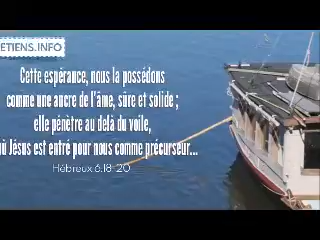 ETIENS.INFO
Cette espérance, nous la possédons
comme une ancre de l'âme, sûre et solide ;
elle pénètre au delà du voile,
où Jésus est entré pour nous comme précurseur...
Hébreux 6.18-20